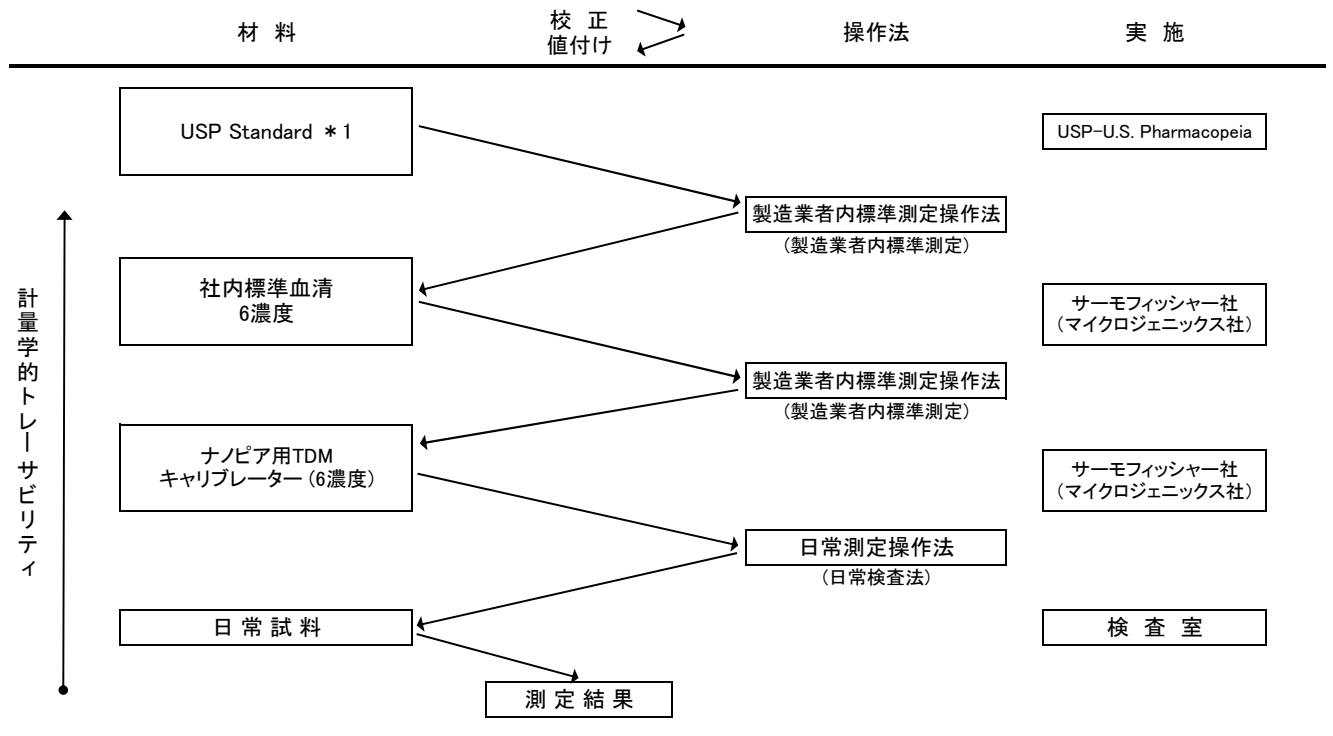 材 料
校 正
値付け
操作法
実 施
USP Standard *1
USP-U.S. Pharmacopeia
製造業者内標準測定操作法
(製造業者内標準測定)
社内標準血清
6濃度
サーモフィッシャー社
(マイクロジェニックス社)
製造業者内標準測定操作法
(製造業者内標準測定)
ナノピア用TDM
キャリブレーター(6濃度)
サーモフィッシャー社
(マイクロジェニックス社)
日常測定操作法
(日常検査法)
日 常 試 料
検 査 室
測 定 結 果
計量学的トレーサビリティ